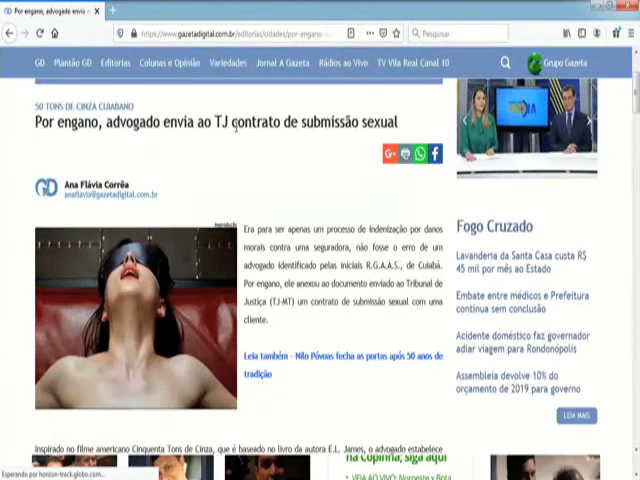 Por engano, advogado envia a
https://www.gazetadigital.com.br/editorias/cidades/por-engano-
Pesquisar
GD Plantão GD Editorias Colunas e Opinião Variedades Jornal A Gazeta Rádios ao Vivo TV Vila Real Canal 10 Grupo Gazeta
50 TONS DE CINZA CUIABANO
Por engano, advogado envia ao TJ contrato de submissão sexual
GD Ana Flávia Corrêa
anaflavia@gazetadigital.com.br
Reprodução
Era para ser apenas um processo de indenização por danos
morais contra uma seguradora, não fosse o erro de um
advogado identificado pelas iniciais R.G.A.A.S., de Cuiabá.
Por engano, ele anexou ao documento enviado ao Tribunal de
Justiça (TJ-MT) um contrato de submissão sexual com uma
cliente.
Leia também - Nilo Póvoas fecha as portas após 50 anos de
tradição
Inspirado no filme americano Cinquenta Tons de Cinza, que é baseado no livro da autora E.L. James, o advogado estabelece
Fogo Cruzado
Lavanderia da Santa Casa custa R$
45 mil por mês ao Estado
Embate entre médicos e Prefeitura
continua sem conclusão
Acidente doméstico faz governador
adiar viagem para Rondonópolis
Assembleia devolve 10% do
orçamento de 2019 para governo
LEIA MAIS
na Copinha; siga aqui
• VEJA AO VIVO: Noroeste x Bota
Esperando por horizon-track.globo.com...